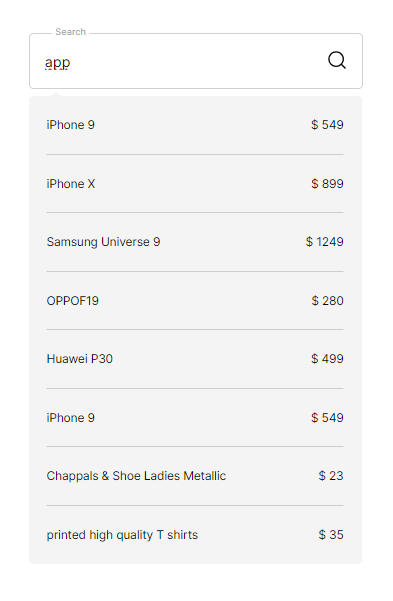 Search
app
iPhone 9 $ 549
iPhone X $ 899
Samsung Universe 9 $ 1249
OPPOF19 $ 280
Huawei P30 $ 499
iPhone 9 $ 549
Chappals & Shoe Ladies Metallic $ 23
printed high quality T shirts $ 35